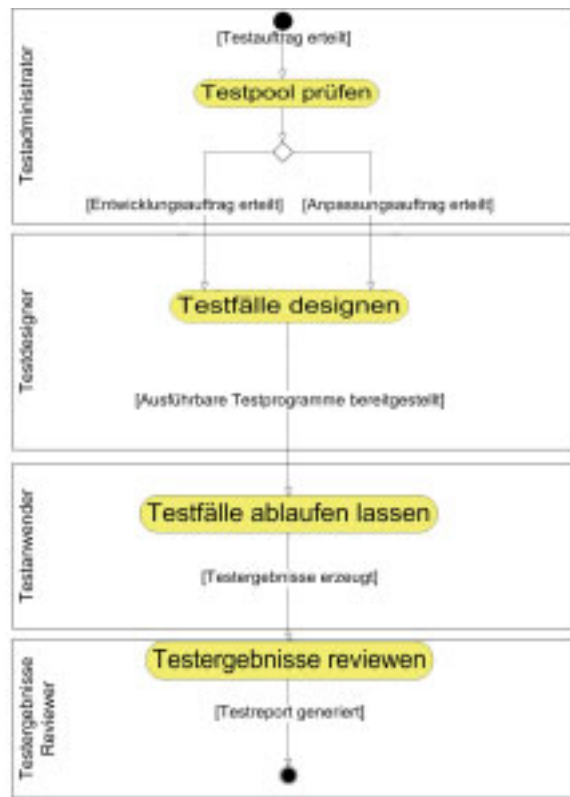 Testadministrator
[Testauftrag erteilt]
Testpool prüfen
[Entwicklungsauftrag erteilt] [Anpassungsauftrag erteilt]
Testdesigner
Testfälle designen
[Ausführbare Testprogramme bereitgestellt]
Testanwender
Testfälle ablaufen lassen
[Testergebnisse erzeugt]
Testergebnisse
Reviewer
Testergebnisse reviewen
[Testreport generiert]